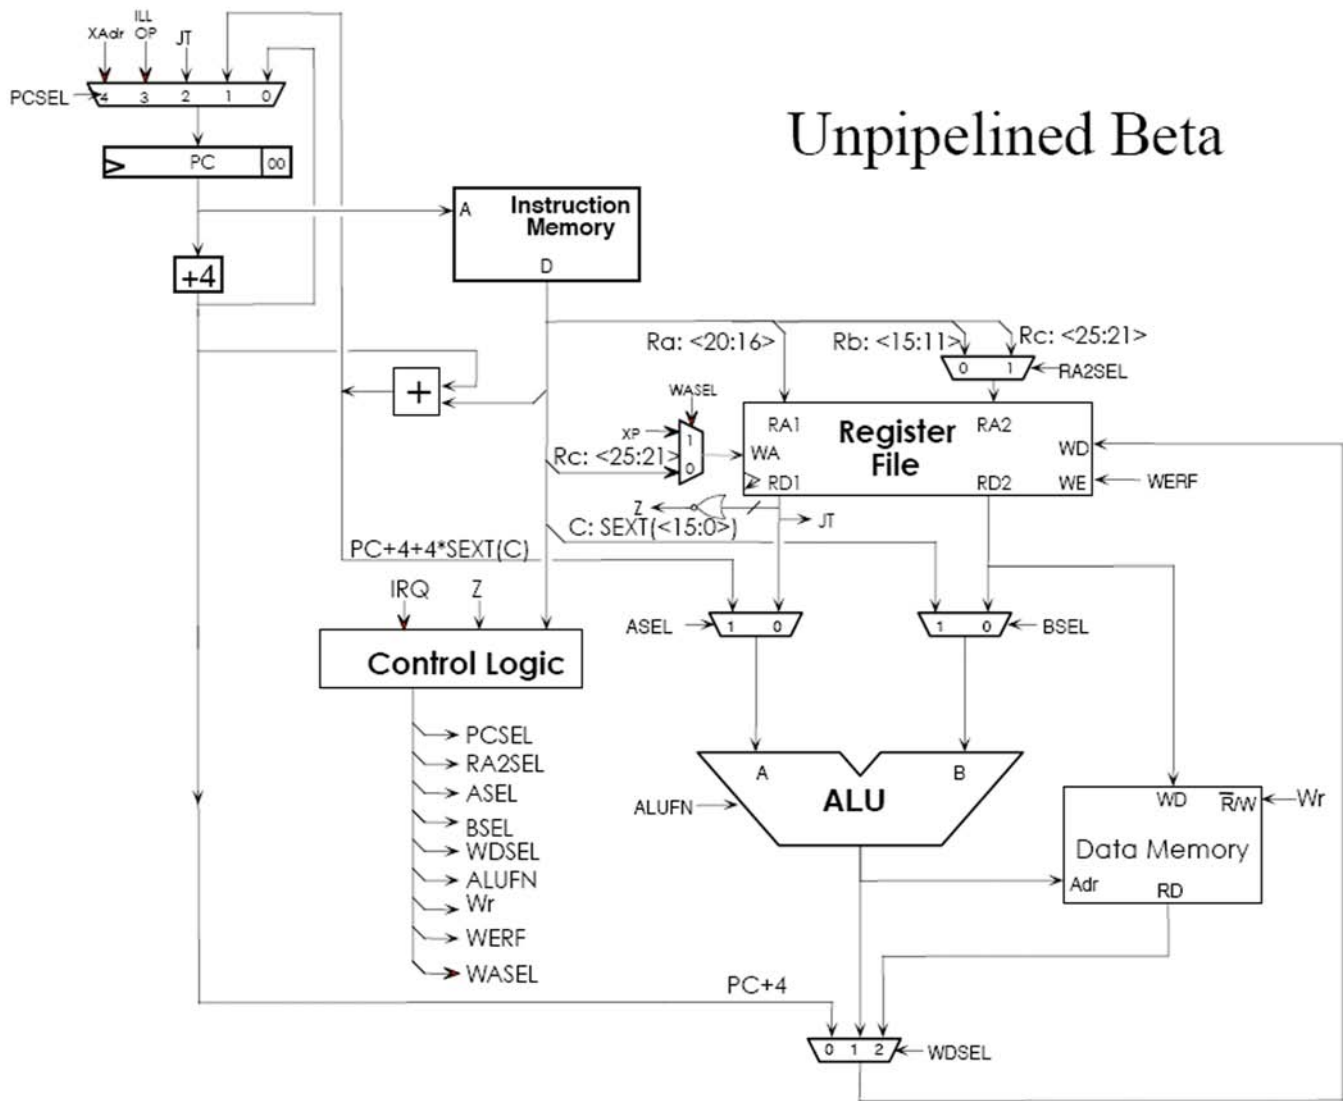 ILL
XAdr OP JT
PCSEL 4 3 2 1 0
Unpipelined Beta
PC 00
A Instruction
Memory
D
+4
Ra: <20:16> Rb: <15:11> Rc: <25:21>
0 1 RA2SEL
+
WASEL
XP 1
Rc: <25:21> 0
RA1 RA2
Register
File
WA WD
RD1 RD2 WE WERF
Z JT
C: SEXT(<15:0>)
PC+4+4*SEXT(C)
IRQ Z
ASEL 1 0 1 0 BSEL
Control Logic
PCSEL
RA2SEL
ASEL
BSEL
WDSEL
ALUFN
Wr
WERF
WASEL
A B
ALUFN ALU
WD R/W Wr
Data Memory
Adr RD
PC+4
0 1 2 WDSEL